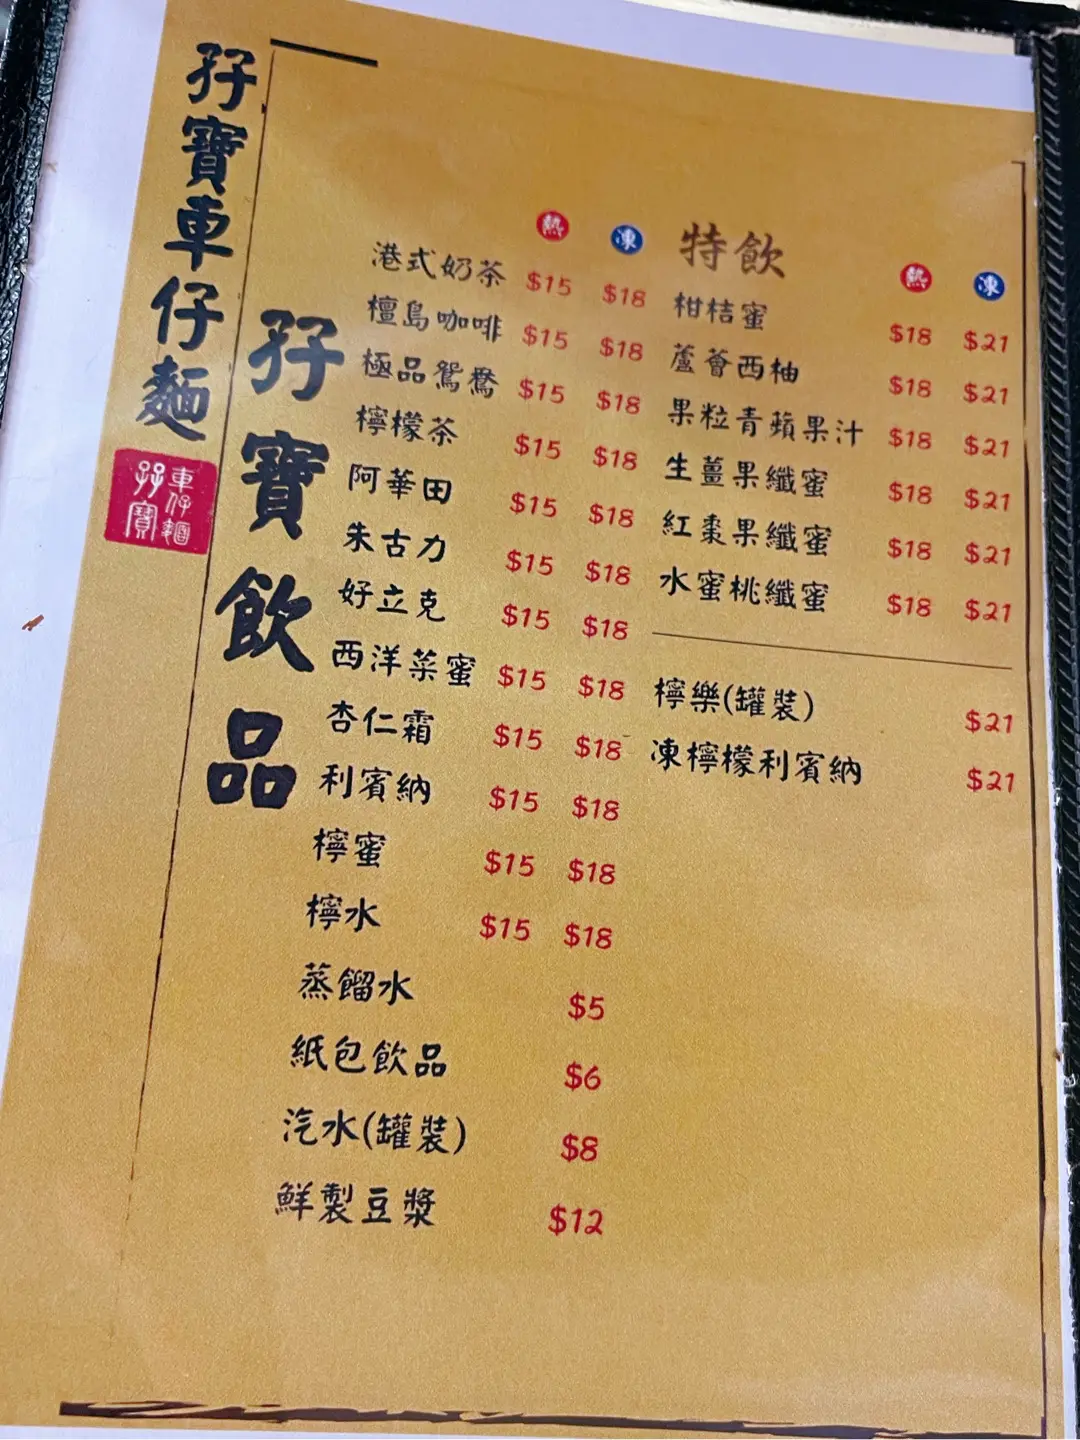 孖寶車仔麵
孖寶
車仔麵
孖寶飲品
熱 凍
港式奶茶 $15 $18
檀島咖啡 $15 $18
極品鴛鴦 $15 $18
檸檬茶 $15 $18
阿華田 $15 $18
朱古力 $15 $18
好立克 $15 $18
西洋菜蜜 $15 $18
杏仁霜 $15 $18
利賓納 $15 $18
檸蜜 $15 $18
檸水 $15 $18
蒸餾水 $5
紙包飲品 $6
汽水(罐裝) $8
鮮製豆漿 $12
特飲 熱 凍
柑桔蜜 $18 $21
蘆薈西柚 $18 $21
果粒青蘋果汁 $18 $21
生薑果纖蜜 $18 $21
紅棗果纖蜜 $18 $21
水蜜桃纖蜜 $18 $21
檸樂(罐裝) $21
凍檸檬利賓納 $21